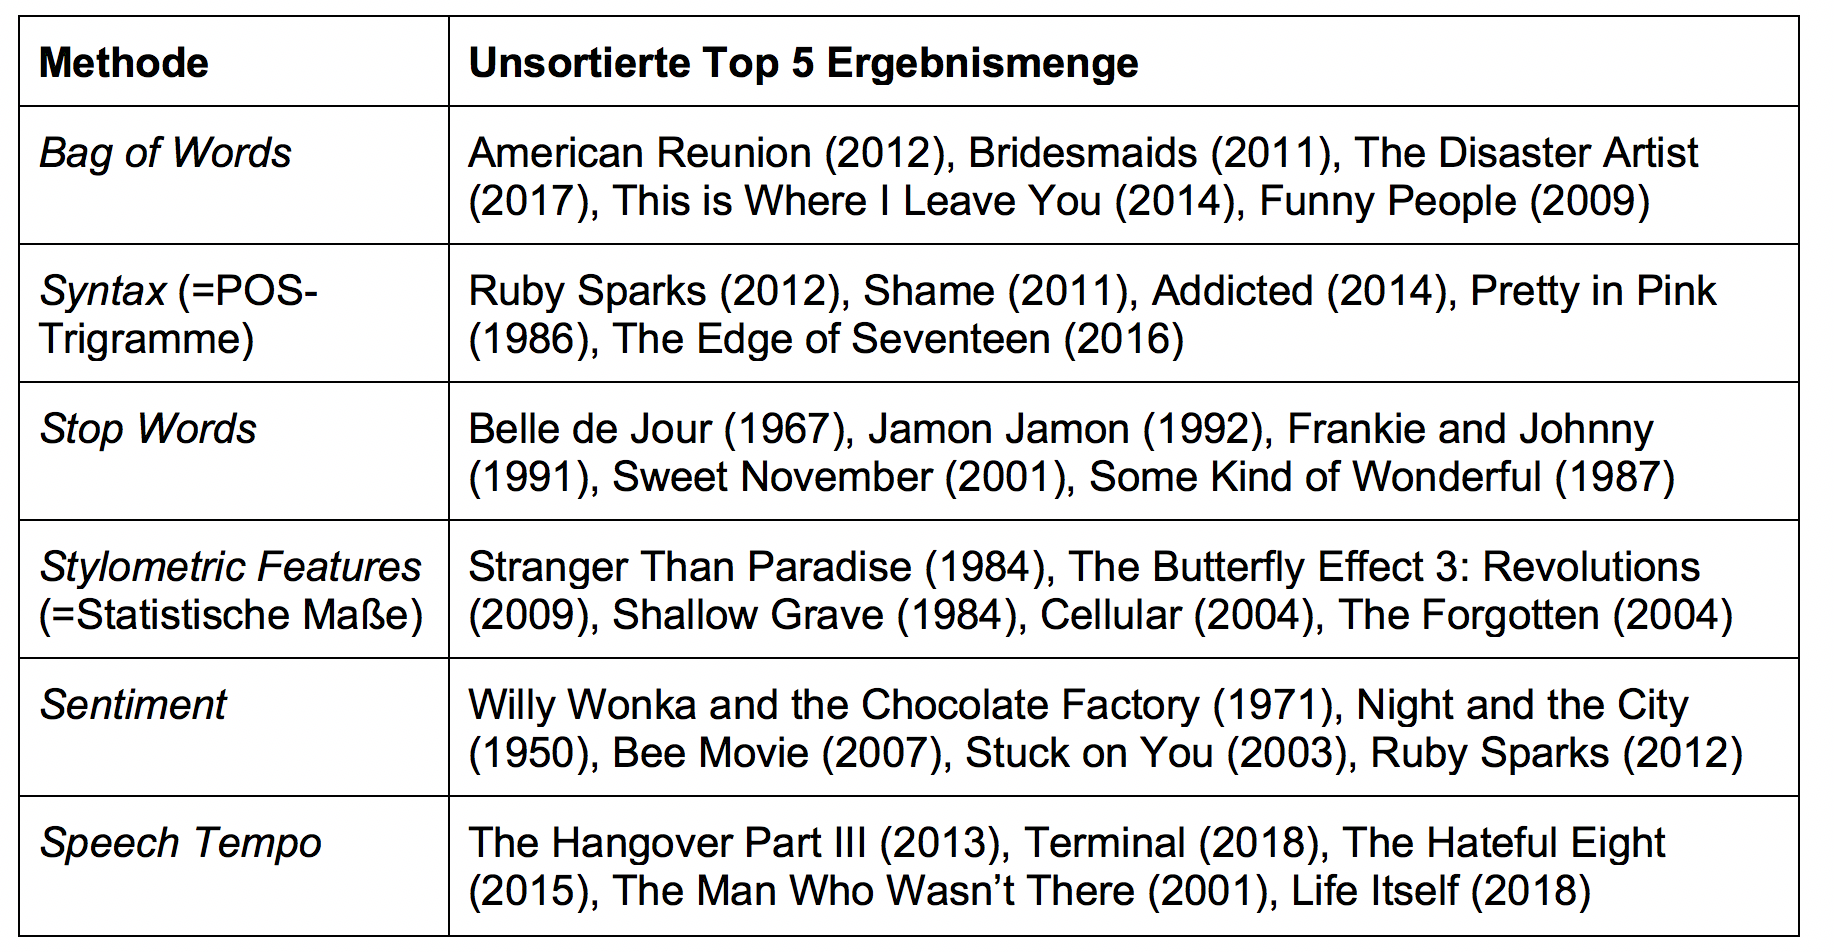 Methode
Unsortierte Top 5 Ergebnismenge
Bag of Words
American Reunion (2012), Bridesmaids (2011), The Disaster Artist
(2017), This is Where I Leave You (2014), Funny People (2009)
Syntax (=POS-
Trigramme)
Ruby Sparks (2012), Shame (2011), Addicted (2014), Pretty in Pink
(1986), The Edge of Seventeen (2016)
Stop Words
Belle de Jour (1967), Jamon Jamon (1992), Frankie and Johnny
(1991), Sweet November (2001), Some Kind of Wonderful (1987)
Stylometric Features
(=Statistische Maße)
Stranger Than Paradise (1984), The Butterfly Effect 3: Revolutions
(2009), Shallow Grave (1984), Cellular (2004), The Forgotten (2004)
Sentiment
Willy Wonka and the Chocolate Factory (1971), Night and the City
(1950), Bee Movie (2007), Stuck on You (2003), Ruby Sparks (2012)
Speech Tempo
The Hangover Part III (2013), Terminal (2018), The Hateful Eight
(2015), The Man Who Wasn’t There (2001), Life Itself (2018)